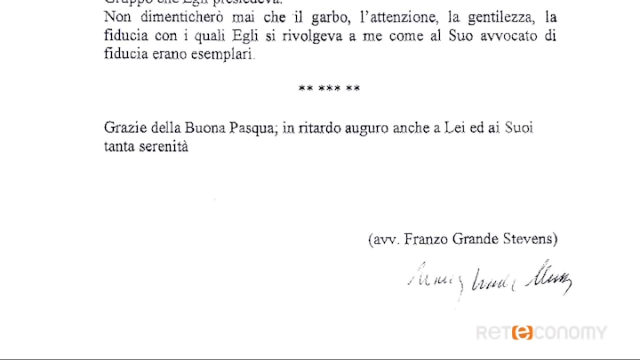 Gruppo che Egli presiedeva.
Non dimenticherò mai che il garbo, l'attenzione, la gentilezza, la
fiducia con i quali Egli si rivolgeva a me come al Suo avvocato di
fiducia erano esemplari.
** *** **
Grazie della Buona Pasqua; in ritardo auguro anche a Lei ed ai Suoi
tanta serenità
(avv. Franzo Grande Stevens)
RETECONOMY